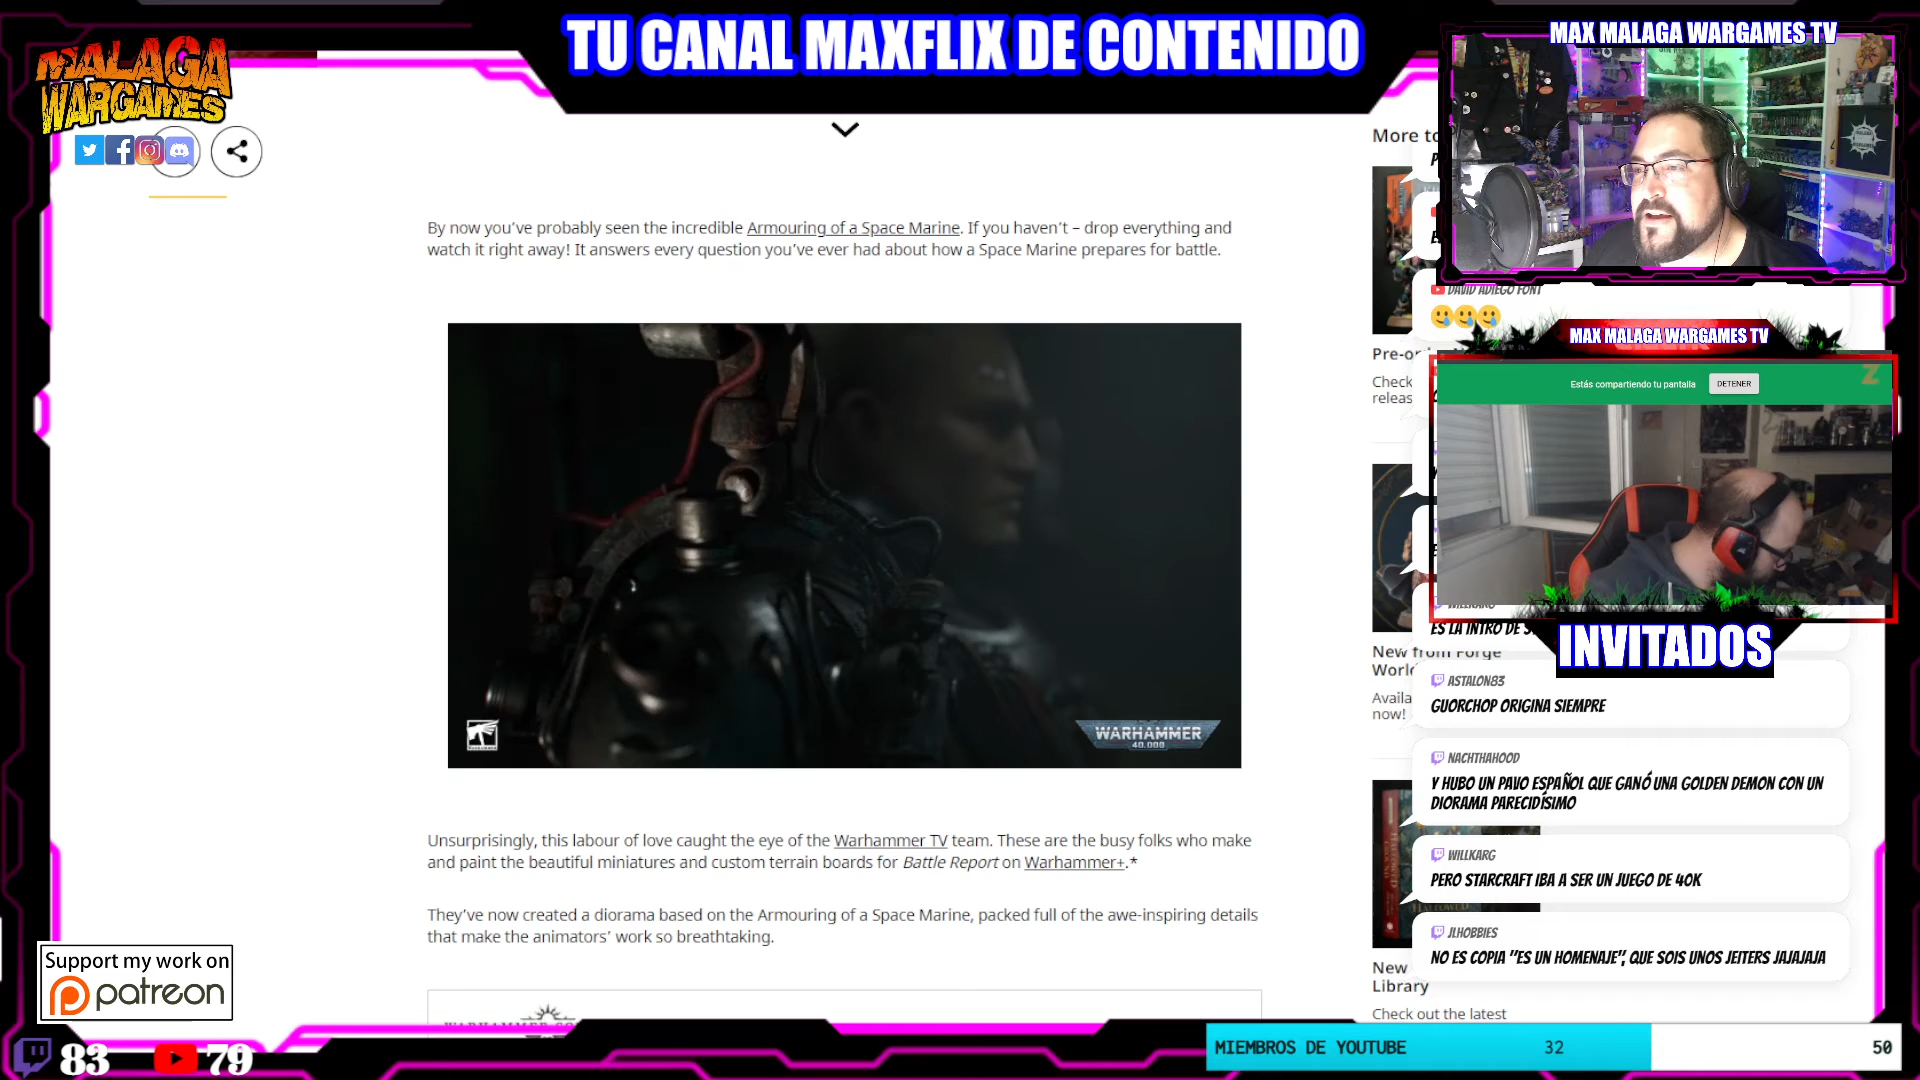 TU CANAL MAXFLIX DE CONTENIDO
MALAGA
WARGAMES
MAX MALAGA WARGAMES TV
More to
By now you've probably seen the incredible Armouring of a Space Marine. If you haven't – drop everything and
watch it right away! It answers every question you've ever had about how a Space Marine prepares for battle.
DAVID ADIEGO FONT
MAX MALAGA WARGAMES TV
Estás compartiendo tu pantalla
DETENER
Z
Check
releas
WARHAMMER
40,000
WILLKARG
ES LA INTRO DE S
INVITADOS
New from Forge
World
Availa
now!
ASTALON83
GUORCHOP ORIGINA SIEMPRE
NACHTHAHOOD
Y HUBO UN PAVO ESPAÑOL QUE GANÓ UNA GOLDEN DEMON CON UN
DIORAMA PARECIDÍSIMO
WILLKARG
PERO STARCRAFT IBA A SER UN JUEGO DE 40K
JLHOBBIES
NO ES COPIA "ES UN HOMENAJE", QUE SOIS UNOS JEITERS JAJAJAJA
Unsurprisingly, this labour of love caught the eye of the Warhammer TV team. These are the busy folks who make
and paint the beautiful miniatures and custom terrain boards for Battle Report on Warhammer+.*
They've now created a diorama based on the Armouring of a Space Marine, packed full of the awe-inspiring details
that make the animators' work so breathtaking.
New
Library
Check out the latest
Support my work on
patreon
83
79
MIEMBROS DE YOUTUBE 32 50